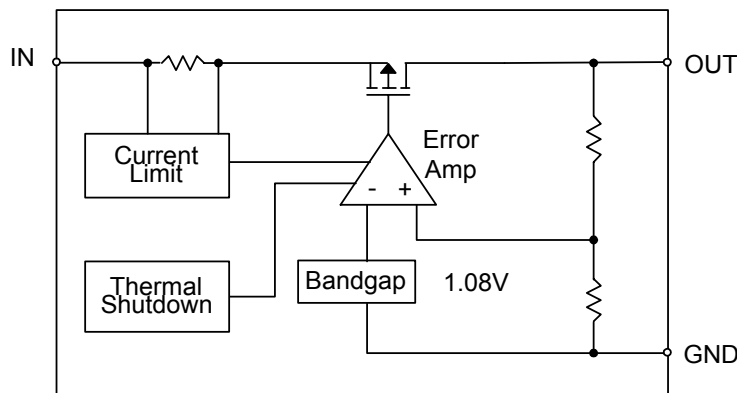 IN
OUT
Current
Limit
Error
Amp
- +
Thermal
Shutdown
Bandgap
1.08V
GND